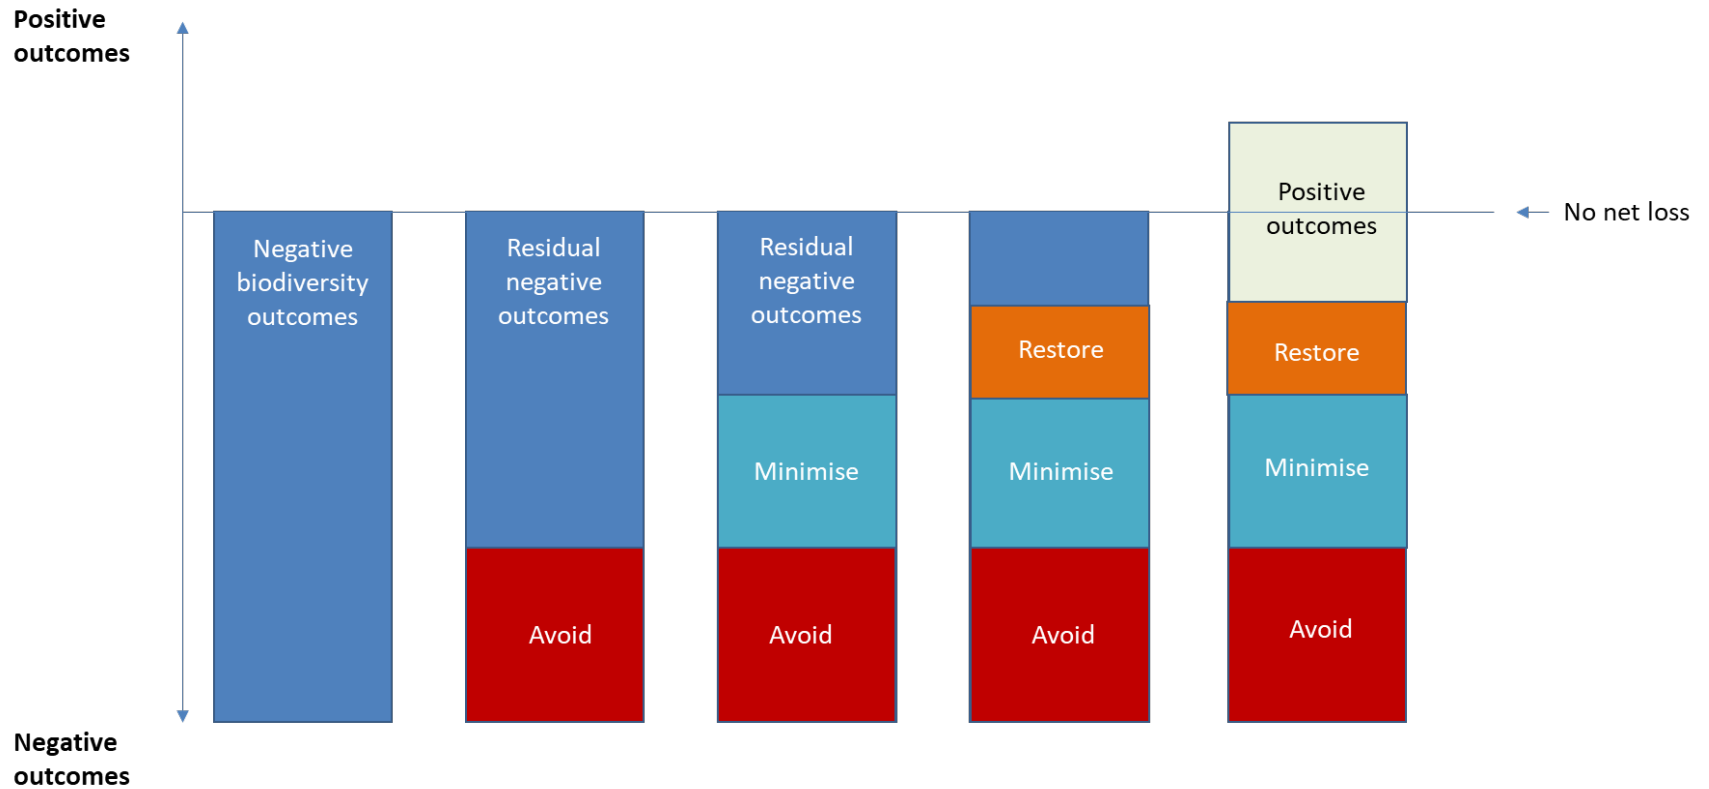 Positive
outcomes
Negative
biodiversity
outcomes
Residual
negative
outcomes
Residual
negative
outcomes
Positive
outcomes
No net loss
Restore
Restore
Minimise
Minimise
Minimise
Avoid
Avoid
Avoid
Avoid
Negative
outcomes